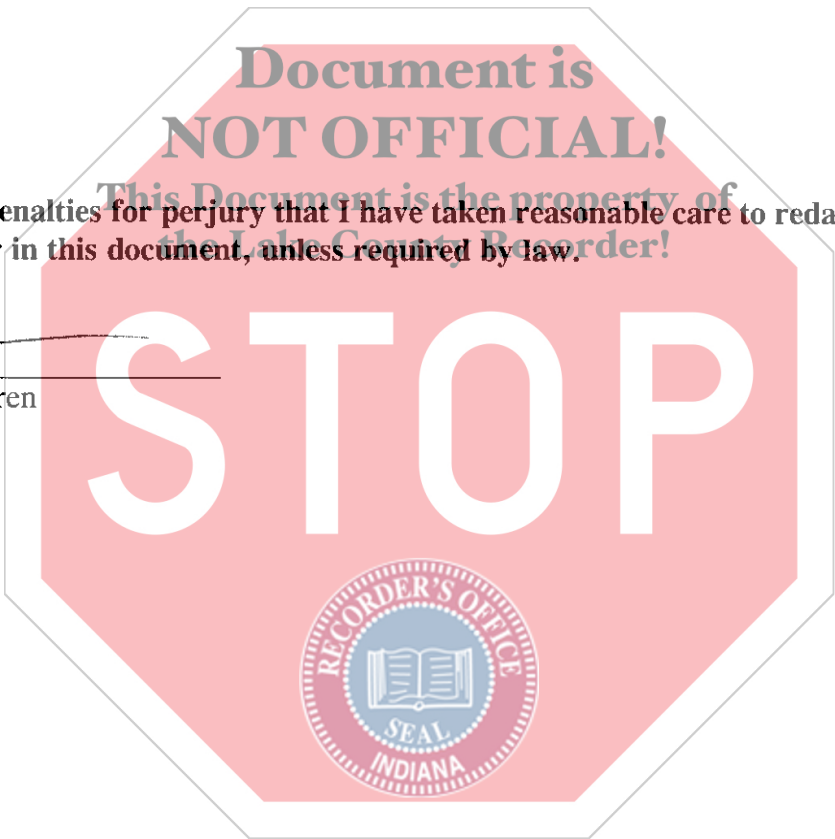 Document is
NOT OFFICIAL!
This Document is the property of
enalties for perjury that I have taken reasonable care to reda
the Lake County Recorder!
in this document, unless required by law.
ren
STOP
RECORDER'S OFFICE
SEAL
INDIANA